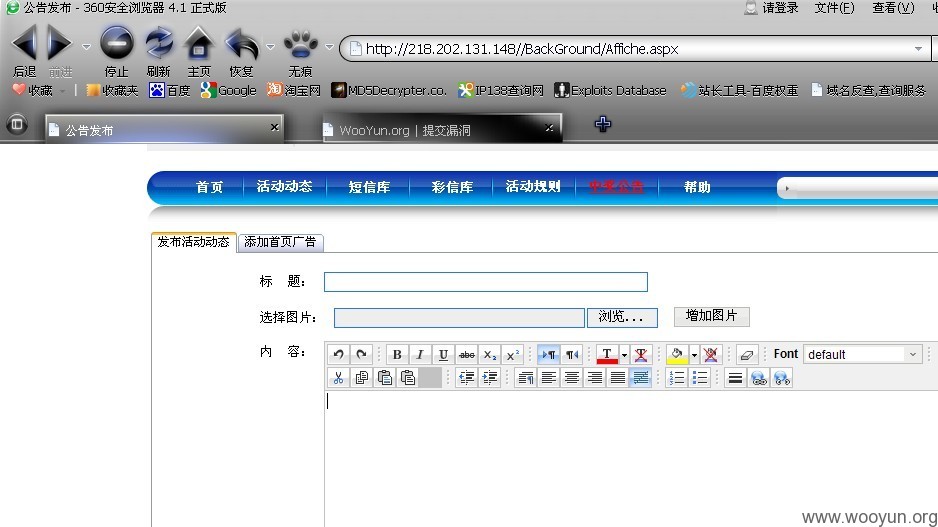 公告发布 - 360安全浏览器 4.1 正式版 请登录 文件(F) 查看(V)
http://218.202.131.148//BackGround/Affiche.aspx
后退 前进 停止 刷新 主页 恢复 无痕
收藏 收藏夹 百度 Google 淘宝网 MD5Decrypter.co. IP138查询网 Exploits Database 站长工具-百度权重 域名反查,查询服务
公告发布 WooYun.org | 提交漏洞
首页 活动动态 短信库 彩信库 活动规则 中奖公告 帮助
发布活动动态 添加首页广告
标 题:
选择图片: 浏览... 增加图片
内 容: B I U abc X₂ X² T Font default
www.wooyun.org